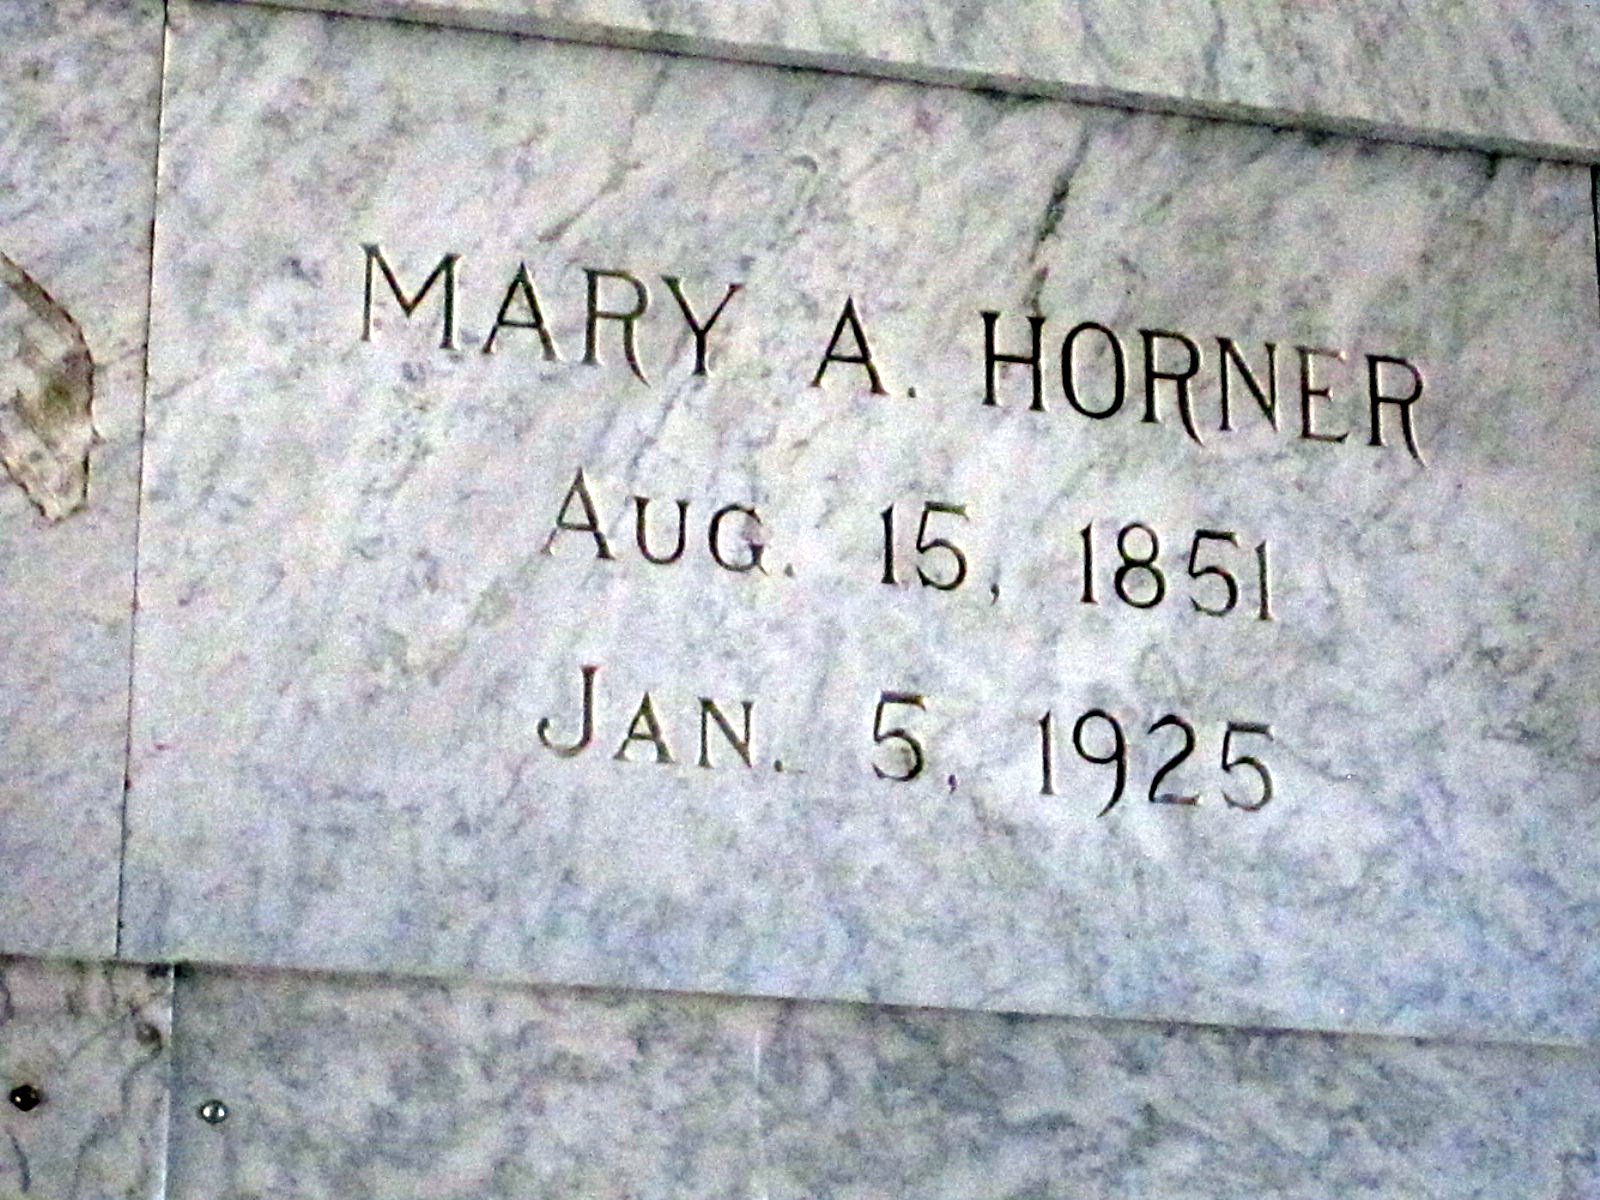 MARY A. HORNER
AUG. 15, 1851
JAN. 5, 1925